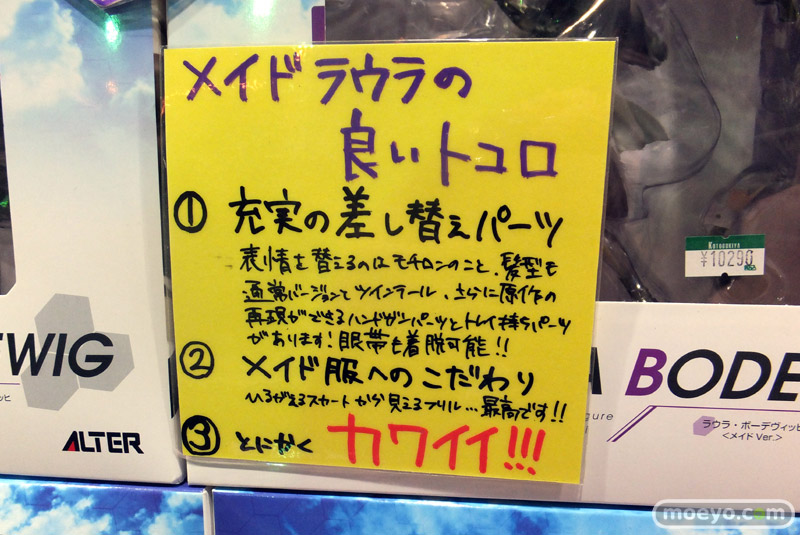 メイドラウラの
良いトコロ
① 充実の差し替えパーツ
表情を替えるのはモチロンのこと、髪型も
通常バージョンとツインテール、さらに原作の
再現ができるハンドガンパーツとトレイ持ちパーツ
があります!眼帯も着脱可能!!
② メイド服へのこだわり
ひるがえるスカートから見えるフリル…最高です!!
③ とにかく カワイイ!!!
KOTOBUKIYA
¥10290
TWIG
ALTER
BODE
ラウラ・ボーデヴィッヒ
<メイドVer.>
moeyo.com